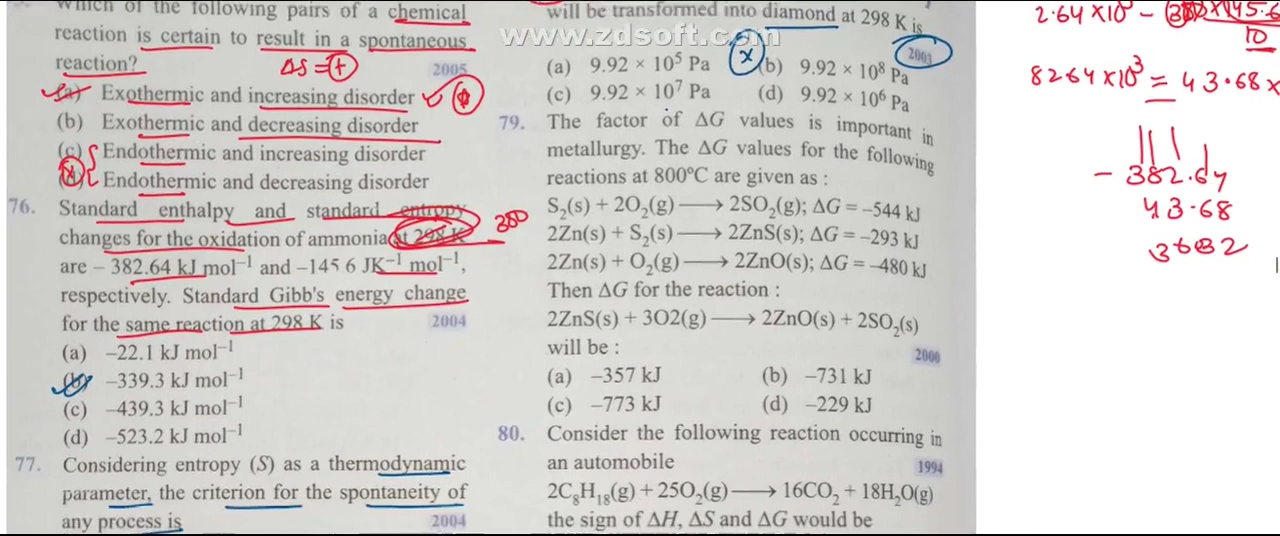 Which of the following pairs of a chemical
reaction is certain to result in a spontaneous
reaction?
ΔS = +
2005
(a) Exothermic and increasing disorder
(b) Exothermic and decreasing disorder
(c) Endothermic and increasing disorder
(d) Endothermic and decreasing disorder
76. Standard enthalpy and standard entropy
changes for the oxidation of ammonia at 298 K
300
are – 382.64 kJ mol⁻¹ and –145 6 JK⁻¹ mol⁻¹,
respectively. Standard Gibb's energy change
for the same reaction at 298 K is 2004
(a) –22.1 kJ mol⁻¹
(b) –339.3 kJ mol⁻¹
(c) –439.3 kJ mol⁻¹
(d) –523.2 kJ mol⁻¹
77. Considering entropy (S) as a thermodynamic
parameter, the criterion for the spontaneity of
any process is 2004
will be transformed into diamond at 298 K is
www.zdsoft.com
2003
(a) 9.92 × 10⁵ Pa (b) 9.92 × 10⁸ Pa
(c) 9.92 × 10⁷ Pa (d) 9.92 × 10⁶ Pa
79. The factor of ΔG values is important in
metallurgy. The ΔG values for the following
reactions at 800°C are given as :
S₂(s) + 2O₂(g) ⟶ 2SO₂(g); ΔG = –544 kJ
2Zn(s) + S₂(s) ⟶ 2ZnS(s); ΔG = –293 kJ
2Zn(s) + O₂(g) ⟶ 2ZnO(s); ΔG = –480 kJ
Then ΔG for the reaction :
2ZnS(s) + 3O2(g) ⟶ 2ZnO(s) + 2SO₂(s)
will be : 2000
(a) –357 kJ (b) –731 kJ
(c) –773 kJ (d) –229 kJ
80. Consider the following reaction occurring in
an automobile 1994
2C₈H₁₈(g) + 25O₂(g) ⟶ 16CO₂ + 18H₂O(g)
the sign of ΔH, ΔS and ΔG would be
82.64 × 10³ = 43.68 ×
– 382.64
43.68